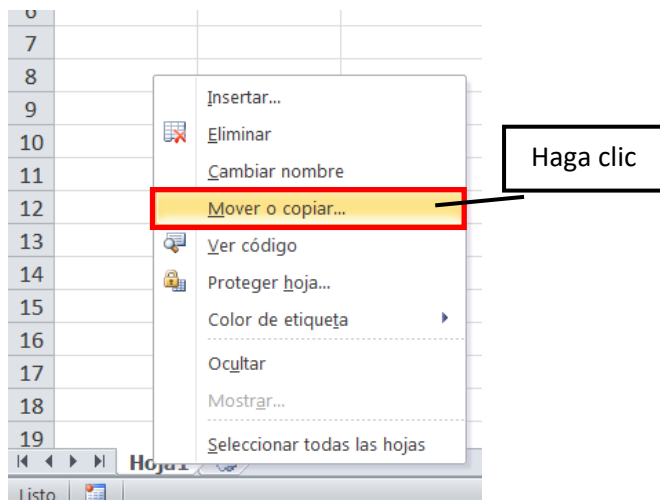 6
7
8
9
10
11
12
13
14
15
16
17
18
19
Insertar...
Eliminar
Cambiar nombre
Mover o copiar...
Ver código
Proteger hoja...
Color de etiqueta
Ocultar
Mostrar...
Seleccionar todas las hojas
Haga clic
Hoja1
Listo